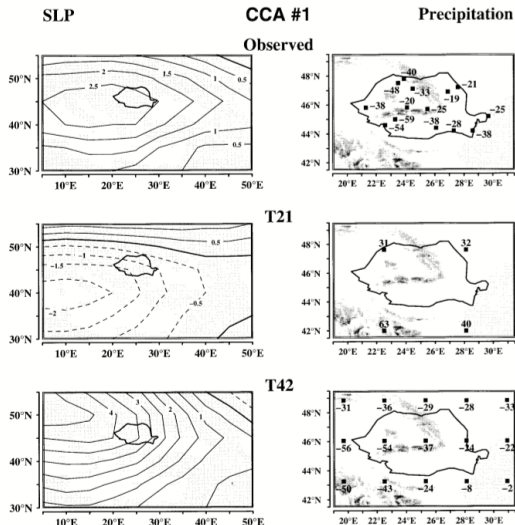 SLP CCA #1 Precipitation
Observed
50°N
40°N
30°N
10°E 20°E 30°E 40°E 50°E
2 1.5 1 0.5
2.5
1
0.5
48°N
46°N
44°N
42°N
20°E 22°E 24°E 26°E 28°E 30°E
-40
-48 -33 -21
-19
-38 -20 -25 -25
-59
-54 -38 -28 -38
T21
50°N
40°N
30°N
10°E 20°E 30°E 40°E 50°E
0.5
-1
-1.5
-0.5
-2
48°N
46°N
44°N
42°N
20°E 22°E 24°E 26°E 28°E 30°E
31 32
63 40
T42
50°N
40°N
30°N
10°E 20°E 30°E 40°E 50°E
4 3 2 1
48°N
46°N
44°N
42°N
20°E 22°E 24°E 26°E 28°E 30°E
-31 -36 -29 -28 -33
-56 -54 -37 -24 -22
-50 -43 -24 -8 -2